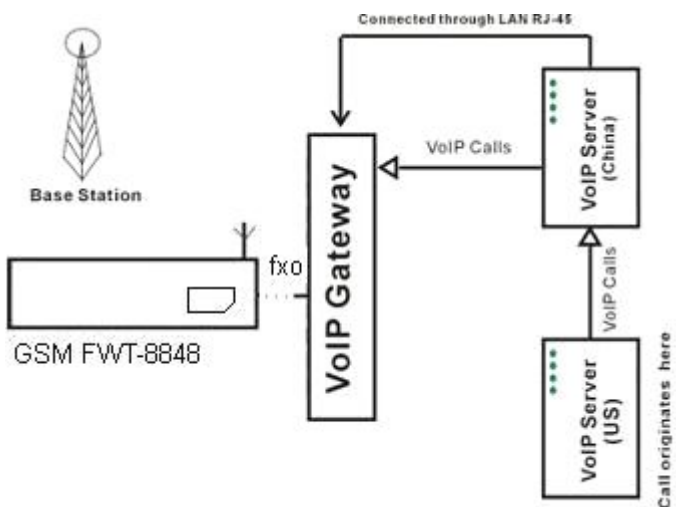 Connected through LAN RJ-45
Base Station
VoIP Calls
VoIP Server
(China)
fxo
VoIP Gateway
VoIP Calls
GSM FWT-8848
VoIP Server
(US)
Call originates here